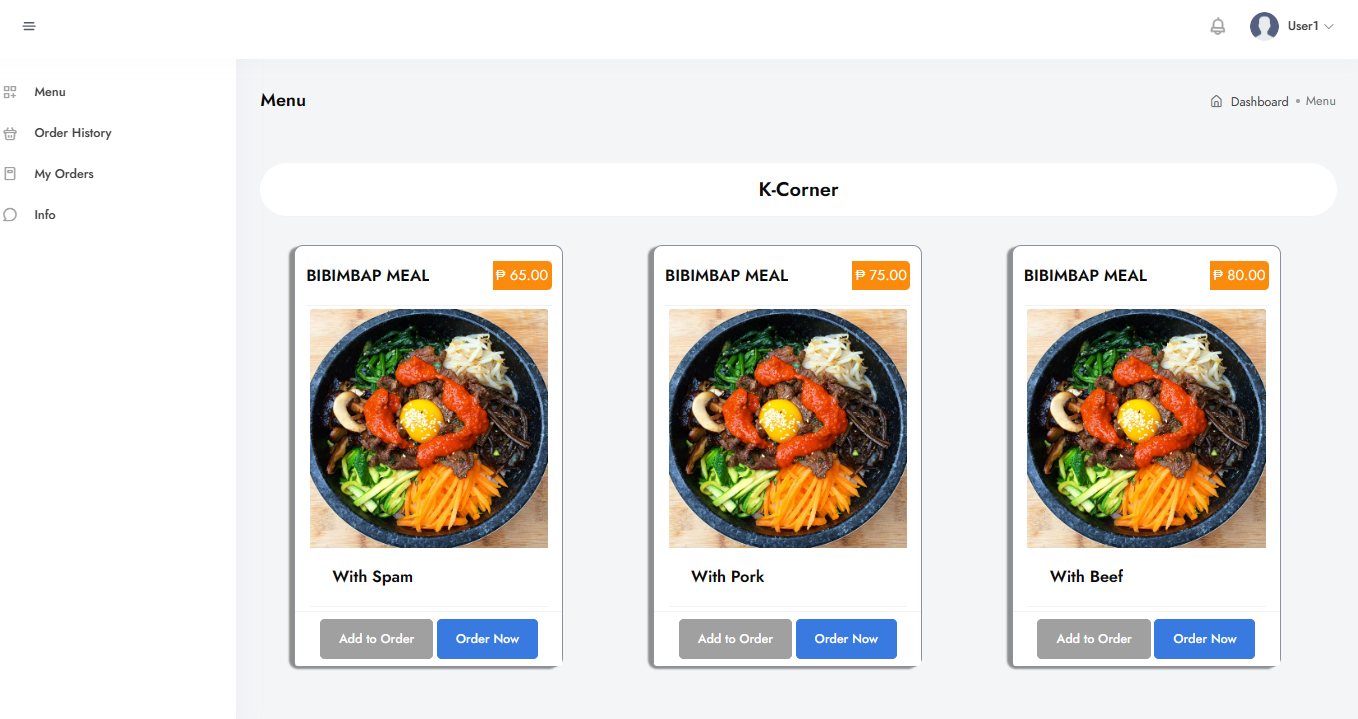 User1
Menu
Order History
My Orders
Info
Menu
Dashboard • Menu
K-Corner
BIBIMBAP MEAL ₱ 65.00
With Spam
Add to Order Order Now
BIBIMBAP MEAL ₱ 75.00
With Pork
Add to Order Order Now
BIBIMBAP MEAL ₱ 80.00
With Beef
Add to Order Order Now